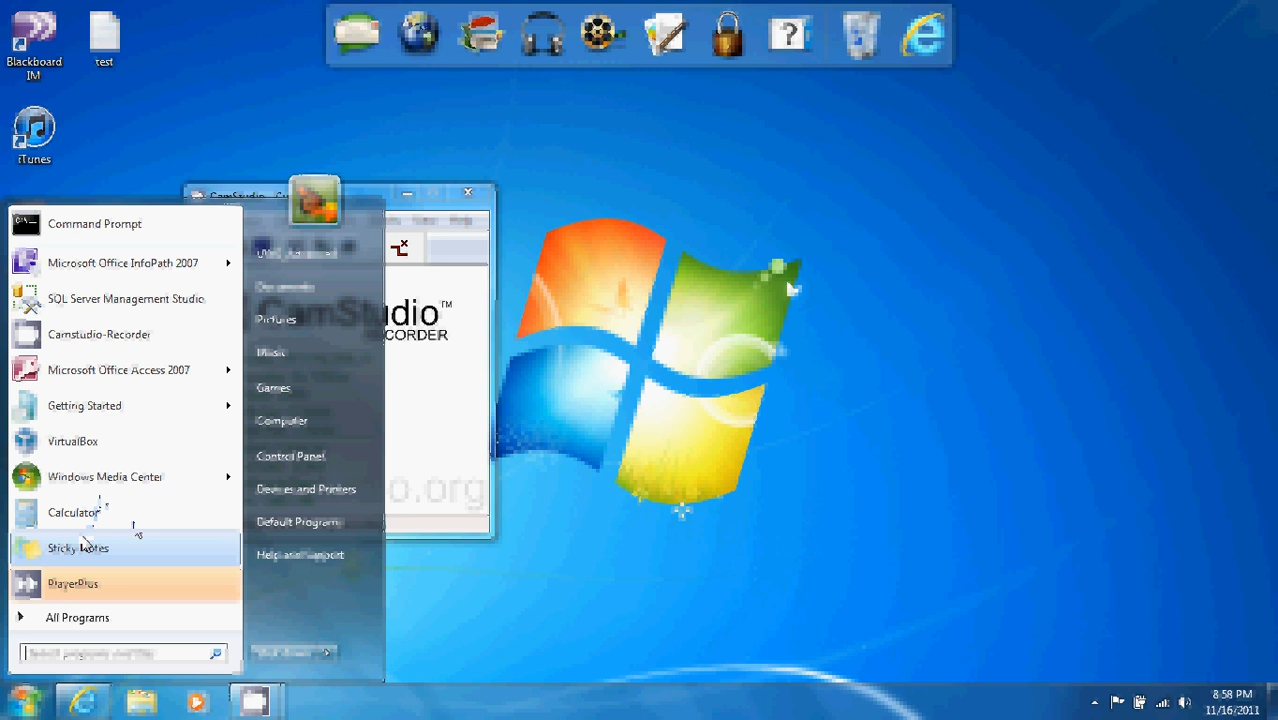 Blackboard
IM
test
iTunes
CamStudio
Command Prompt
Microsoft Office InfoPath 2007
SQL Server Management Studio
Camstudio-Recorder
Microsoft Office Access 2007
Getting Started
VirtualBox
Windows Media Center
Calculator
Sticky Notes
PlayerPlus
All Programs
Documents
Pictures
Music
Games
Computer
Control Panel
Devices and Printers
Default Programs
Help and Support
CamStudio™
o.org
8:58 PM
11/16/2011